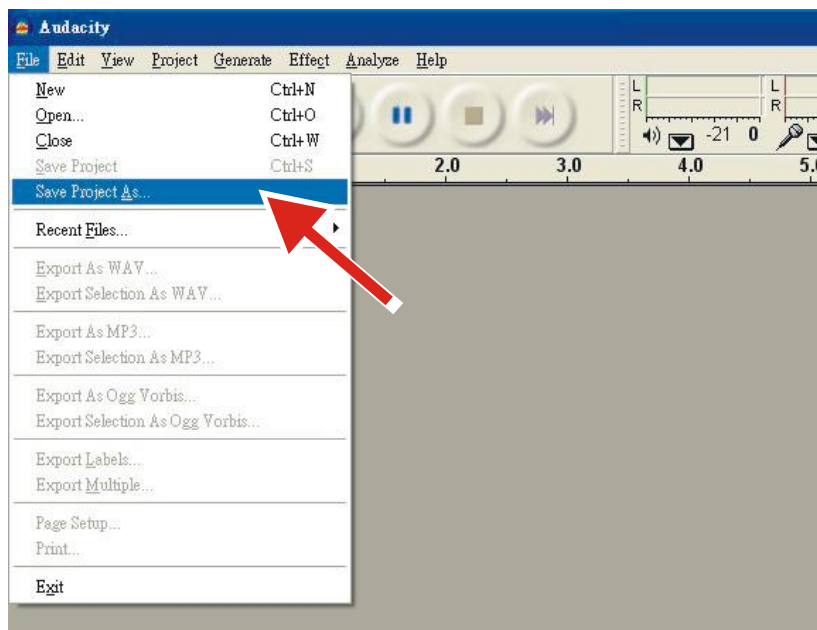 Audacity
File Edit View Project Generate Effect Analyze Help
New Ctrl+N
Open... Ctrl+O
Close Ctrl+W
Save Project Ctrl+S
Save Project As...
Recent Files...
Export As WAV...
Export Selection As WAV...
Export As MP3...
Export Selection As MP3...
Export As Ogg Vorbis...
Export Selection As Ogg Vorbis...
Export Labels...
Export Multiple...
Page Setup...
Print...
Exit
L L
R R
-21 0
2.0 3.0 4.0 5.